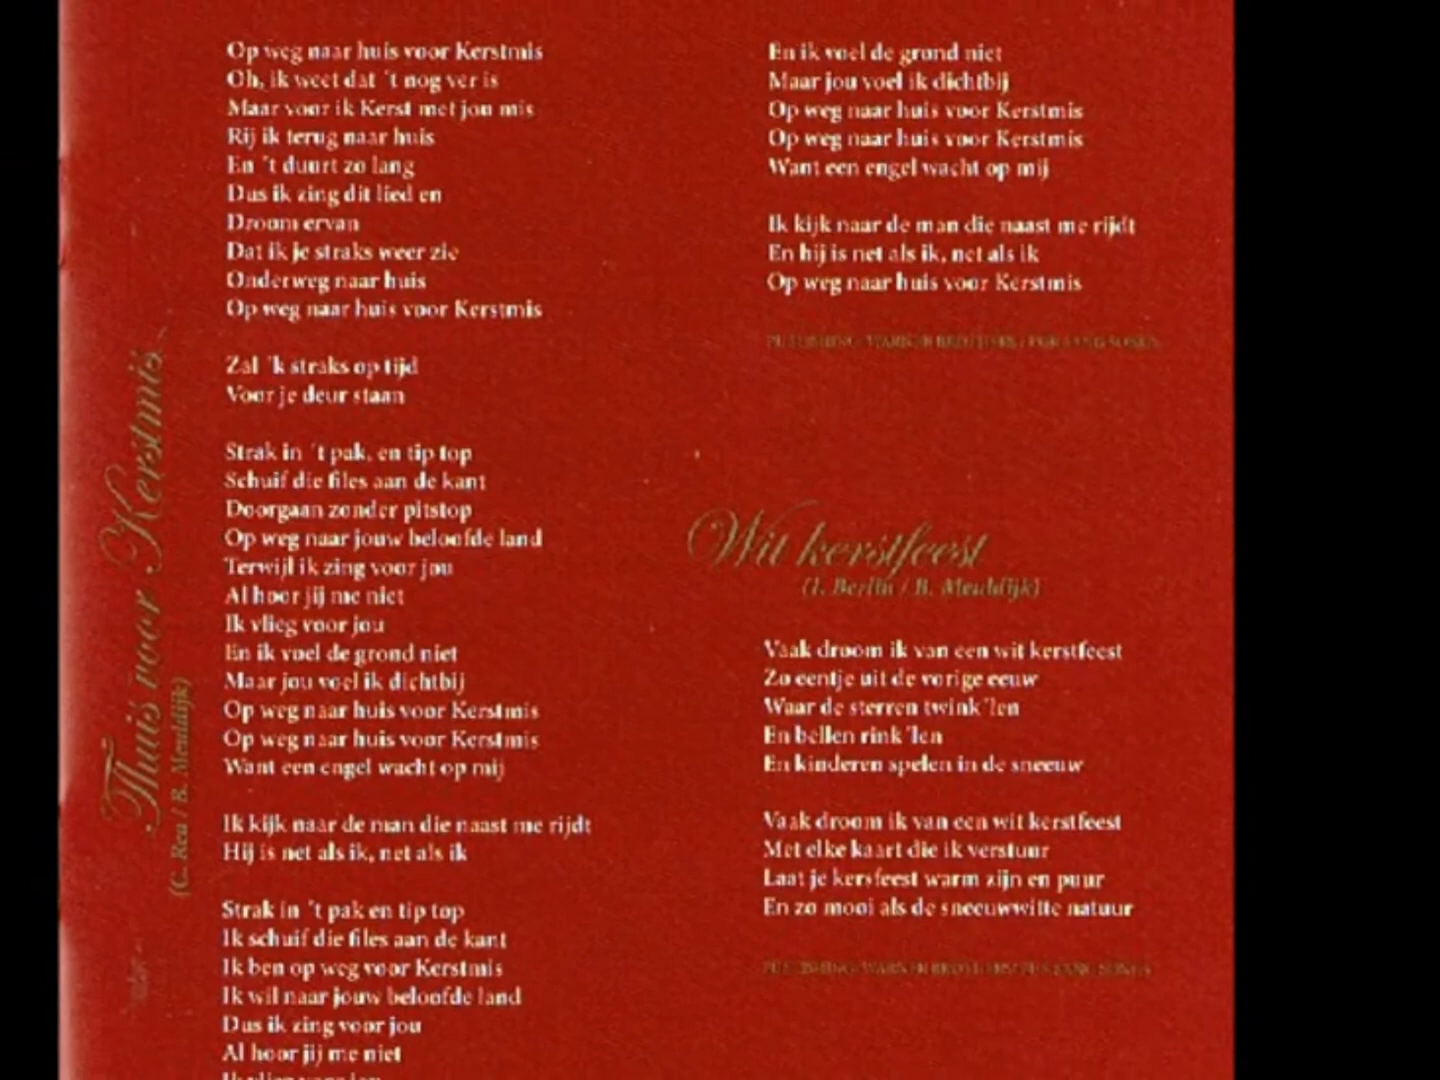 Thuis voor Kerstmis
(C. Rea / B. Meuldijk)
Op weg naar huis voor Kerstmis
Oh, ik weet dat ´t nog ver is
Maar voor ik Kerst met jou mis
Rij ik terug naar huis
En ´t duurt zo lang
Dus ik zing dit lied en
Droom ervan
Dat ik je straks weer zie
Onderweg naar huis
Op weg naar huis voor Kerstmis
Zal ´k straks op tijd
Voor je deur staan
Strak in ´t pak, en tip top
Schuif die files aan de kant
Doorgaan zonder pitstop
Op weg naar jouw beloofde land
Terwijl ik zing voor jou
Al hoor jij me niet
Ik vlieg voor jou
En ik voel de grond niet
Maar jou voel ik dichtbij
Op weg naar huis voor Kerstmis
Op weg naar huis voor Kerstmis
Want een engel wacht op mij
Ik kijk naar de man die naast me rijdt
Hij is net als ik, net als ik
Strak in ´t pak en tip top
Ik schuif die files aan de kant
Ik ben op weg voor Kerstmis
Ik wil naar jouw beloofde land
Dus ik zing voor jou
Al hoor jij me niet
Ik vlieg voor jou
En ik voel de grond niet
Maar jou voel ik dichtbij
Op weg naar huis voor Kerstmis
Op weg naar huis voor Kerstmis
Want een engel wacht op mij
Ik kijk naar de man die naast me rijdt
En hij is net als ik, net als ik
Op weg naar huis voor Kerstmis
PUBLISHING: WARNER BROTHERS
Wit kerstfeest
(I. Berlin / B. Meuldijk)
Vaak droom ik van een wit kerstfeest
Zo eentje uit de vorige eeuw
Waar de sterren twink´len
En bellen rink´len
En kinderen spelen in de sneeuw
Vaak droom ik van een wit kerstfeest
Met elke kaart die ik verstuur
Laat je kersfeest warm zijn en puur
En zo mooi als de sneeuwwitte natuur
PUBLISHING: WARNER BROTHERS